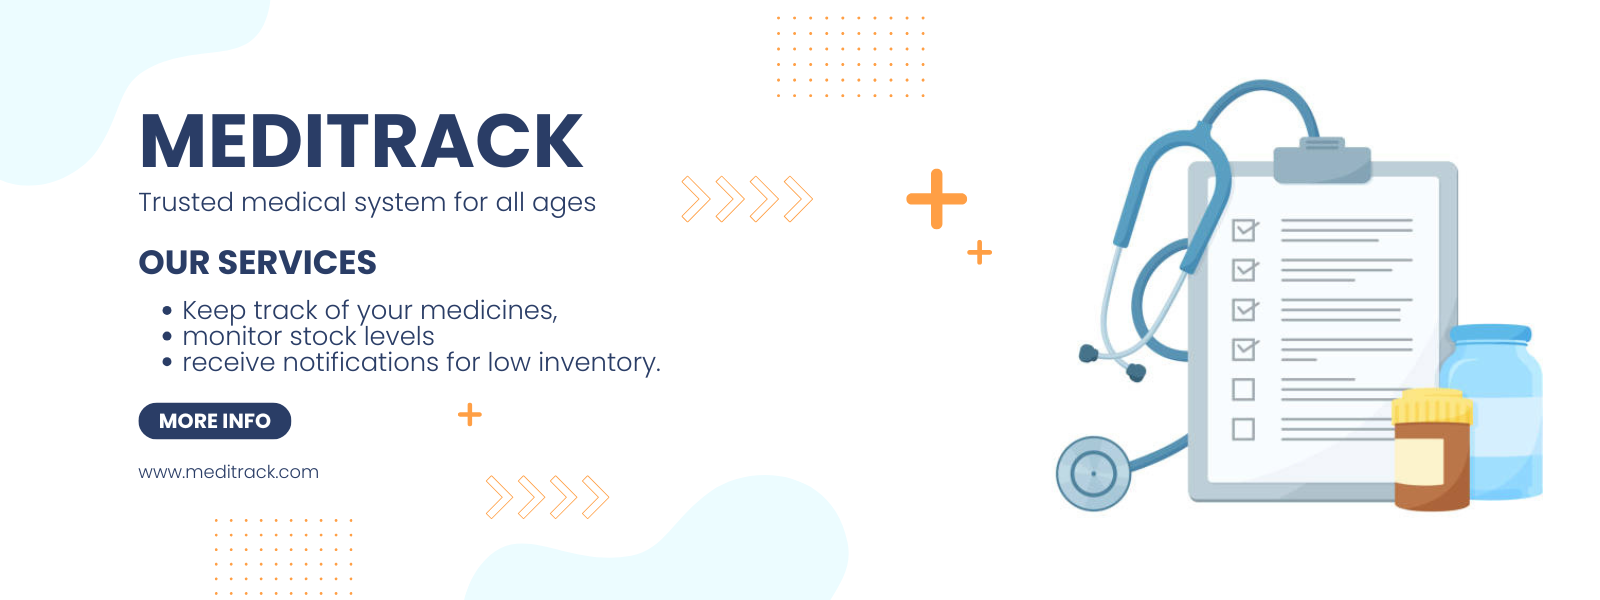 MEDITRACK
Trusted medical system for all ages
OUR SERVICES
• Keep track of your medicines,
• monitor stock levels
• receive notifications for low inventory.
MORE INFO
www.meditrack.com